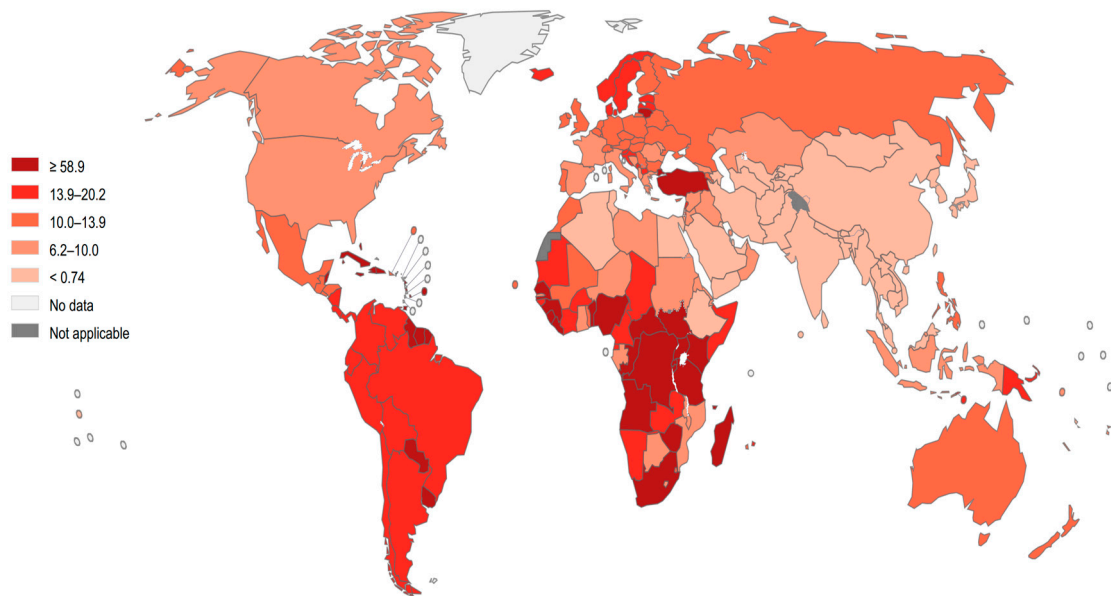 ≥ 58.9
13.9–20.2
10.0–13.9
6.2–10.0
< 0.74
No data
Not applicable